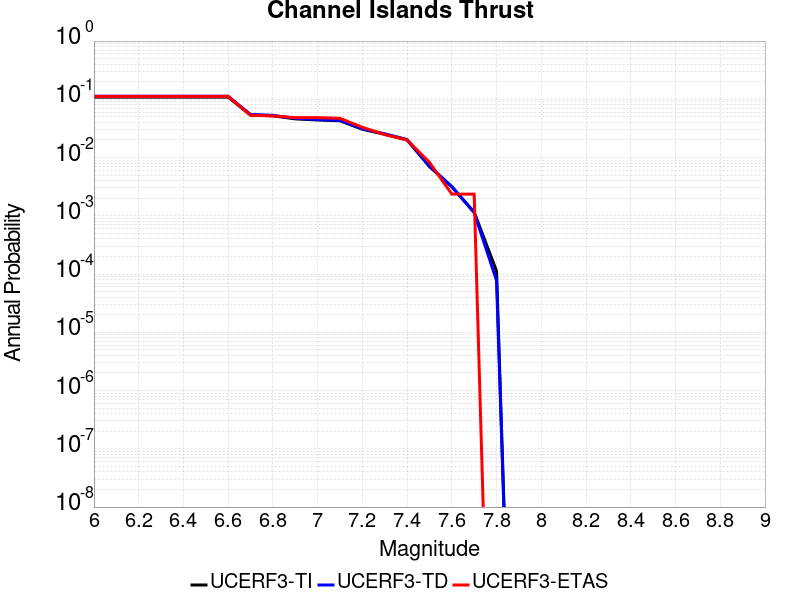 Channel Islands Thrust
10^0
10^-1
10^-2
10^-3
10^-4
10^-5
10^-6
10^-7
10^-8
Annual Probability
6 6.2 6.4 6.6 6.8 7 7.2 7.4 7.6 7.8 8 8.2 8.4 8.6 8.8 9
Magnitude
UCERF3-TI UCERF3-TD UCERF3-ETAS